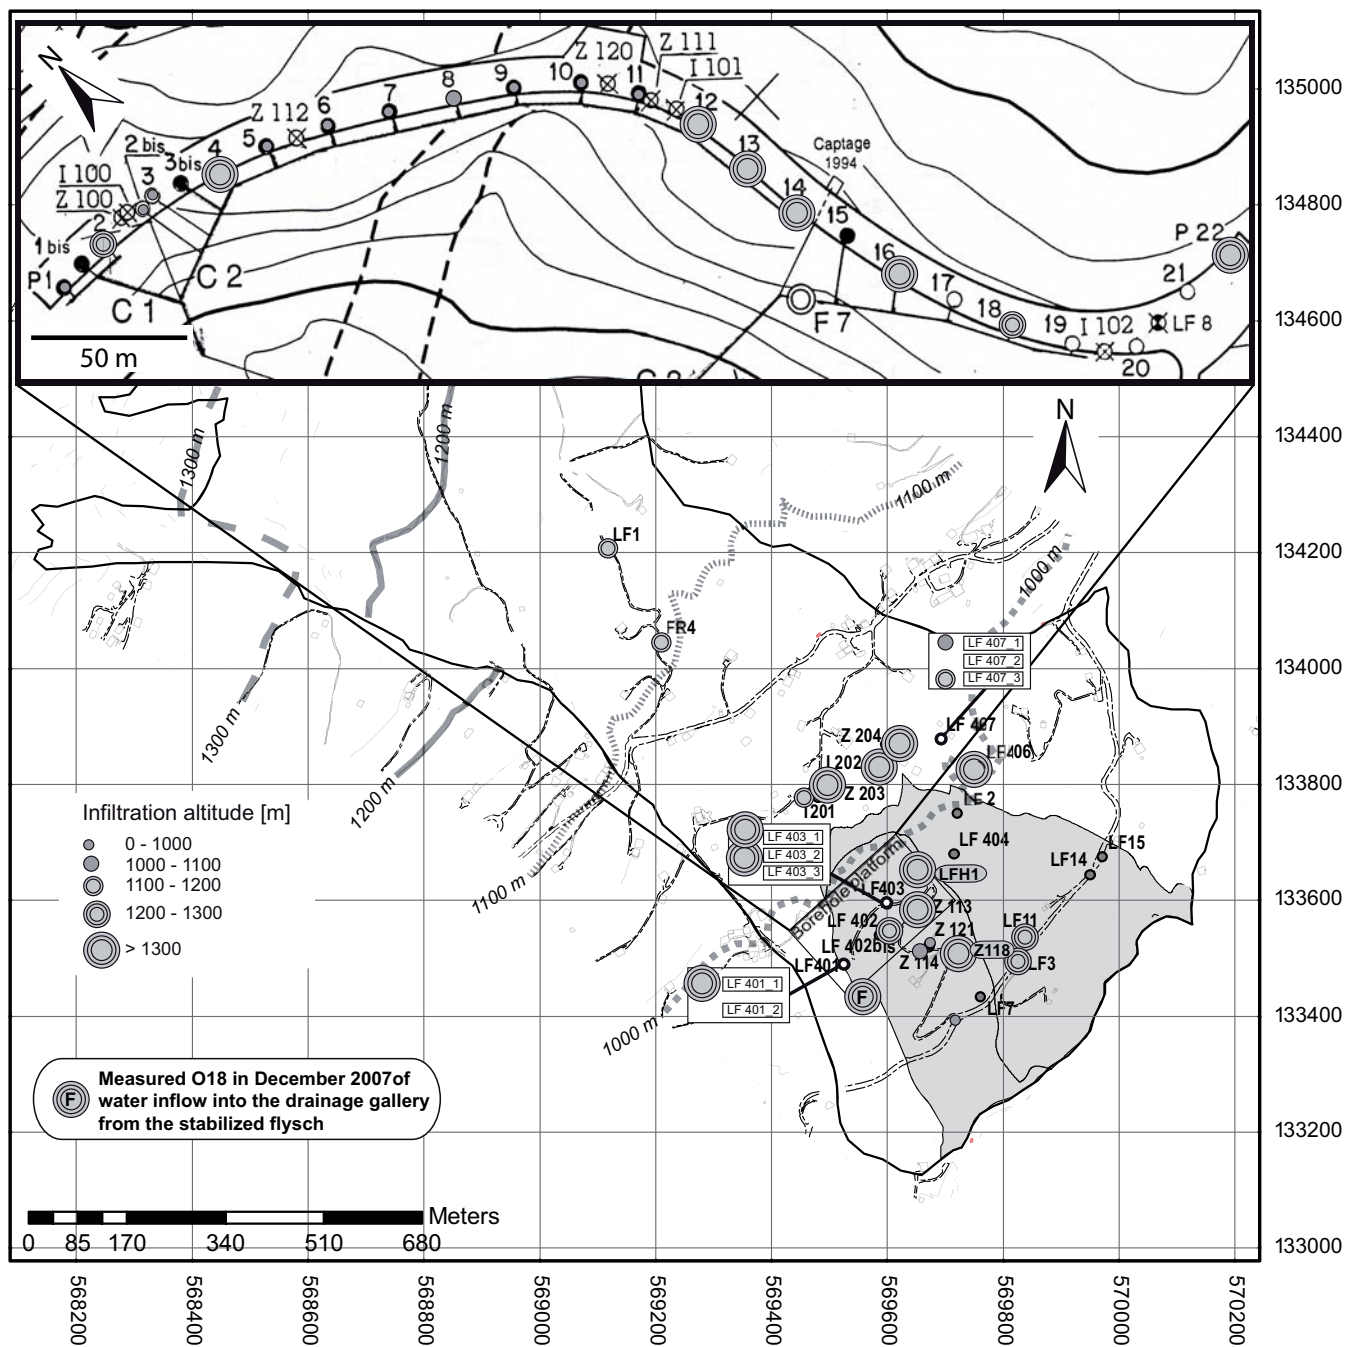 N
Z 120
Z 111
I 101
8
9
10
11
12
7
6
Z 112
5
4
3 bis
2 bis
3
I 100
Z 100
2
1 bis
P1
C 1
C 2
50 m
13
Captage
1994
14
15
16
17
18
19
I 102
20
21
P 22
LF 8
F 7
135000
134800
134600
134400
134200
134000
133800
133600
133400
133200
133000
N
1300 m
1200 m
1100 m
1000 m
LF1
FR4
1300 m
1200 m
1100 m
1000 m
LF 407_1
LF 407_2
LF 407_3
LF 407
Z 204
I 202
Z 203
LF406
LF 2
LF 404
LF15
LF14
LF 403_1
LF 403_2
LF 403_3
Borehole platform
LFH1
LF403
Z 113
LF 402
LF 402bis
Z 121
LF11
LF401
Z 114
Z118
LF3
LF7
LF 401_1
LF 401_2
F
Infiltration altitude [m]
0 - 1000
1000 - 1100
1100 - 1200
1200 - 1300
> 1300
F
Measured O18 in December 2007of
water inflow into the drainage gallery
from the stabilized flysch
Meters
0 85 170 340 510 680
568200 568400 568600 568800 569000 569200 569400 569600 569800 570000 570200